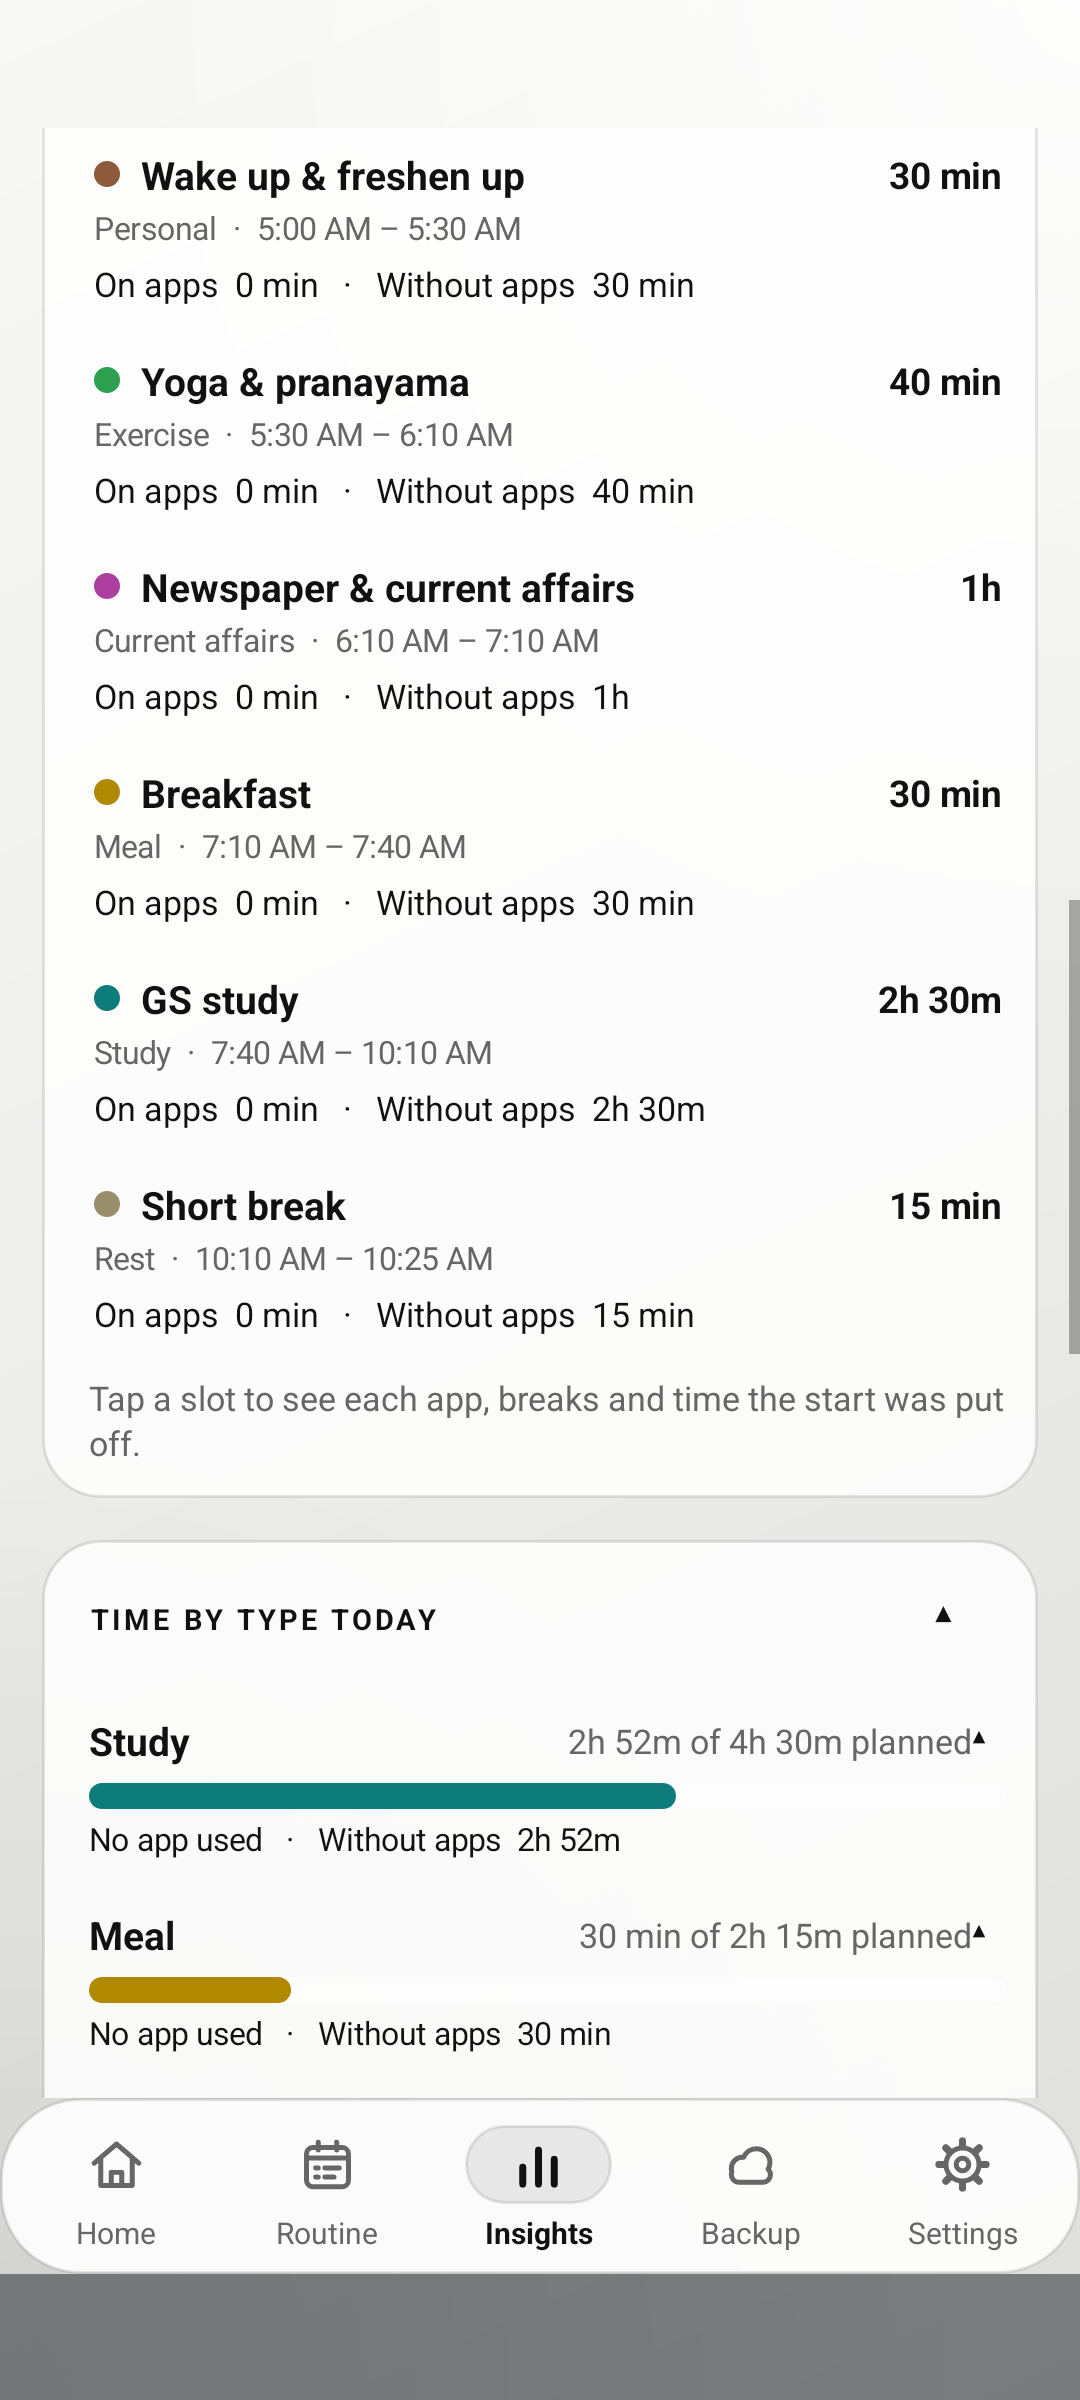 Wake up & freshen up 30 min
Personal · 5:00 AM – 5:30 AM
On apps 0 min · Without apps 30 min
Yoga & pranayama 40 min
Exercise · 5:30 AM – 6:10 AM
On apps 0 min · Without apps 40 min
Newspaper & current affairs 1h
Current affairs · 6:10 AM – 7:10 AM
On apps 0 min · Without apps 1h
Breakfast 30 min
Meal · 7:10 AM – 7:40 AM
On apps 0 min · Without apps 30 min
GS study 2h 30m
Study · 7:40 AM – 10:10 AM
On apps 0 min · Without apps 2h 30m
Short break 15 min
Rest · 10:10 AM – 10:25 AM
On apps 0 min · Without apps 15 min
Tap a slot to see each app, breaks and time the start was put
off.
TIME BY TYPE TODAY ▲
Study 2h 52m of 4h 30m planned▲
No app used · Without apps 2h 52m
Meal 30 min of 2h 15m planned▲
No app used · Without apps 30 min
Home Routine Insights Backup Settings